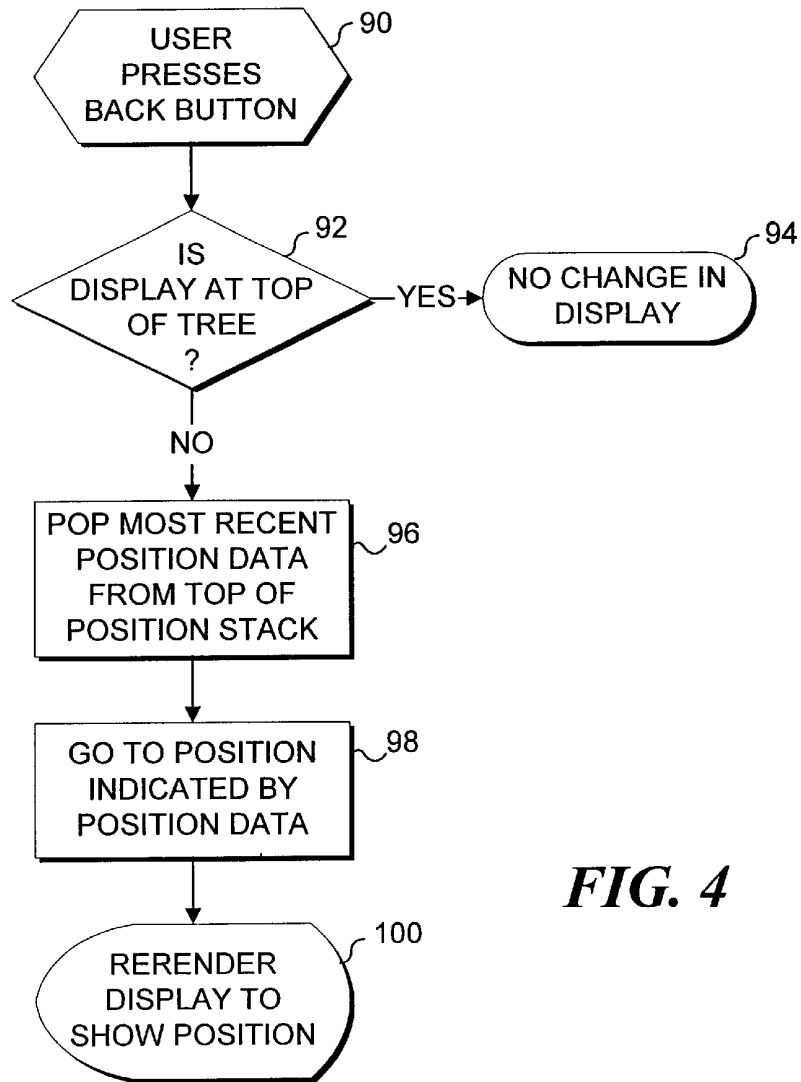 USER
PRESSES
BACK BUTTON
90
IS
DISPLAY AT TOP
OF TREE
?
92
YES
NO CHANGE IN
DISPLAY
94
NO
POP MOST RECENT
POSITION DATA
FROM TOP OF
POSITION STACK
96
GO TO POSITION
INDICATED BY
POSITION DATA
98
RERENDER
DISPLAY TO
SHOW POSITION
100
FIG. 4